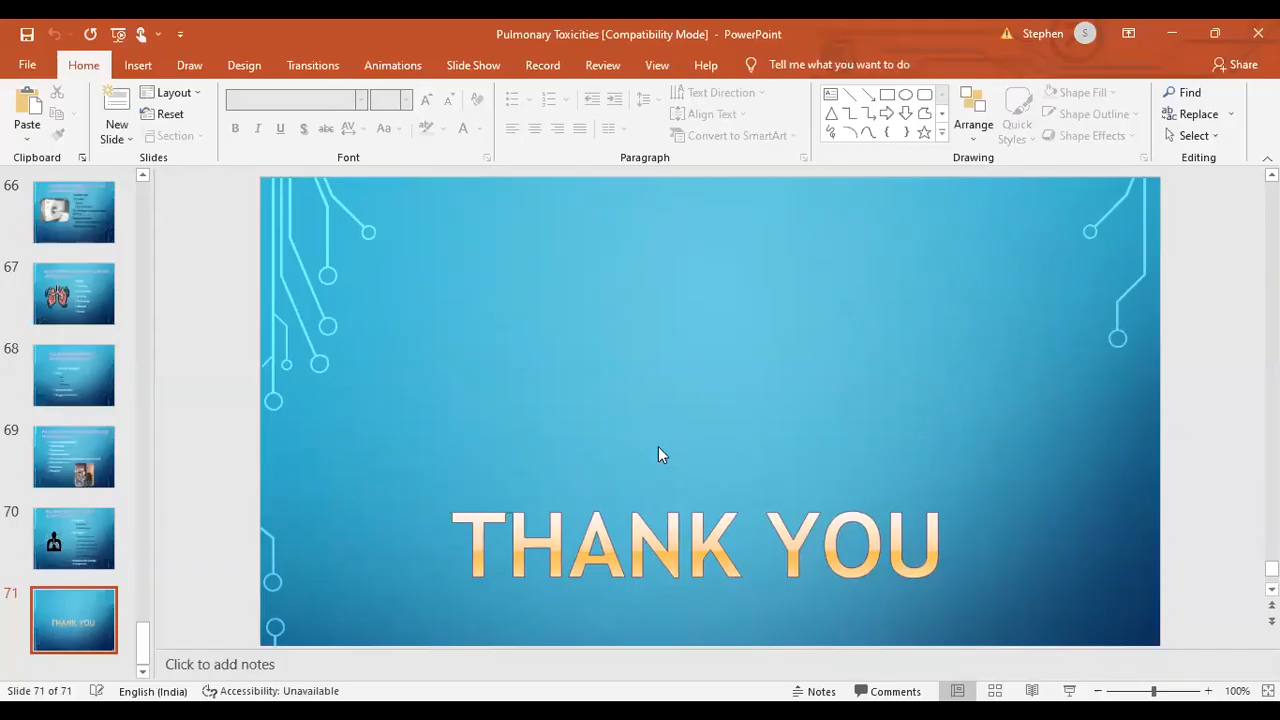 Pulmonary Toxicities [Compatibility Mode] - PowerPoint
Stephen
S
File Home Insert Draw Design Transitions Animations Slide Show Record Review View Help Tell me what you want to do Share
Paste
Clipboard
New Slide
Layout
Reset
Section
Slides
B I U S abc AV Aa A
Font
Text Direction
Align Text
Convert to SmartArt
Paragraph
Arrange
Quick Styles
Shape Fill
Shape Outline
Shape Effects
Drawing
Find
Replace
Select
Editing
66
67
68
69
70
71
THANK YOU
THANK YOU
Click to add notes
Slide 71 of 71 English (India) Accessibility: Unavailable Notes Comments 100%